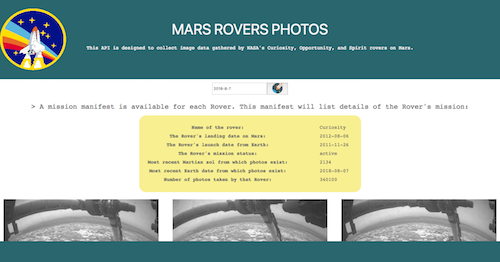 MARS ROVERS PHOTOS
This API is designed to collect image data gathered by NASA's Curiosity, Opportunity, and Spirit rovers on Mars.
2018-8-7
> A mission manifest is available for each Rover. This manifest will list details of the Rover's mission:
Name of the rover: Curiosity
The Rover's landing date on Mars: 2012-08-06
The Rover's launch date from Earth: 2011-11-26
The Rover's mission status: active
Most recent Martian sol from which photos exist: 2134
Most recent Earth date from which photos exist: 2018-08-07
Number of photos taken by that Rover: 340100